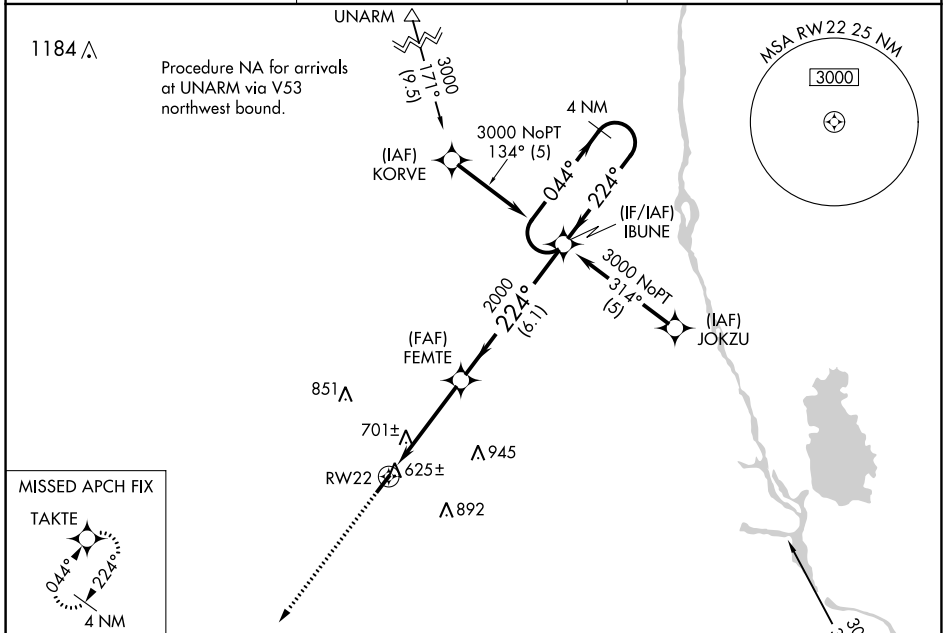 UNARM
1184
Procedure NA for arrivals
at UNARM via V53
northwest bound.
3000
171°
(9.5)
MSA RW22 25 NM
3000
4 NM
3000 NoPT
134° (5)
(IAF)
KORVE
044°
224°
(IF/IAF)
IBUNE
3000 NoPT
314°
(5)
(IAF)
JOKZU
2000
224°
(6.1)
(FAF)
FEMTE
851
701±
945
RW22
625±
892
MISSED APCH FIX
TAKTE
044°
224°
4 NM